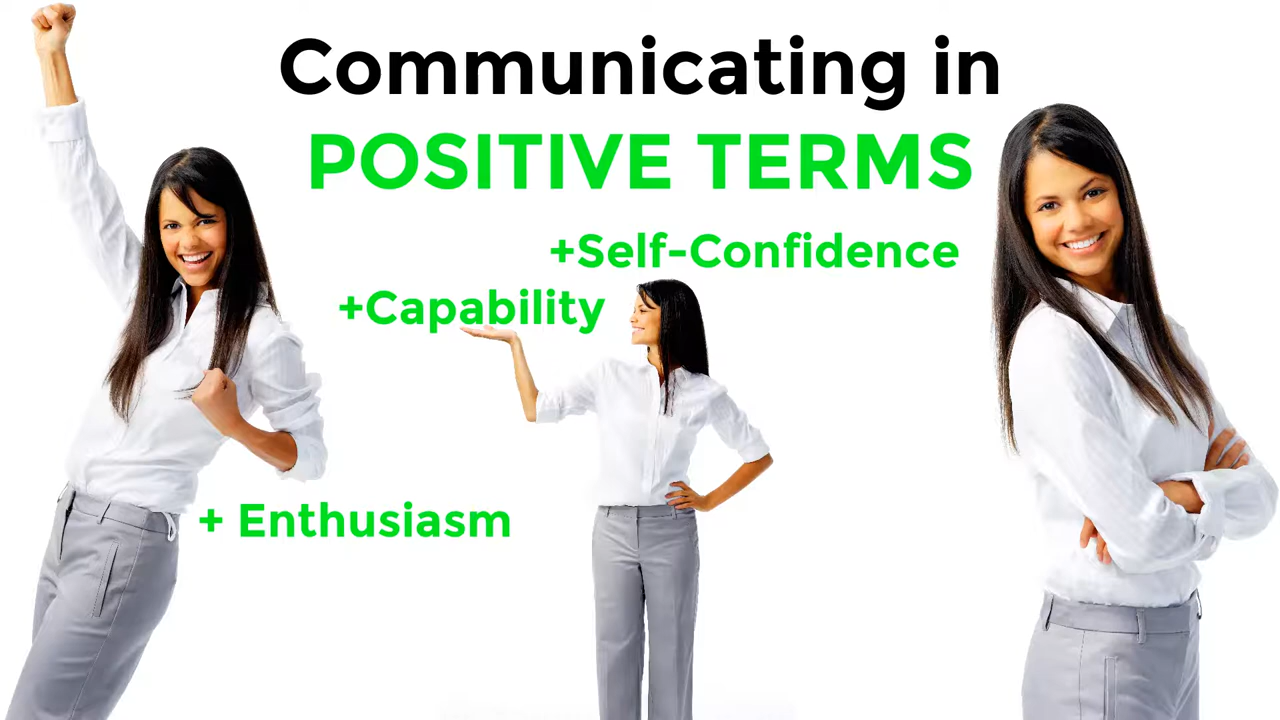 Communicating in
POSITIVE TERMS
+Self-Confidence
+Capability
+ Enthusiasm